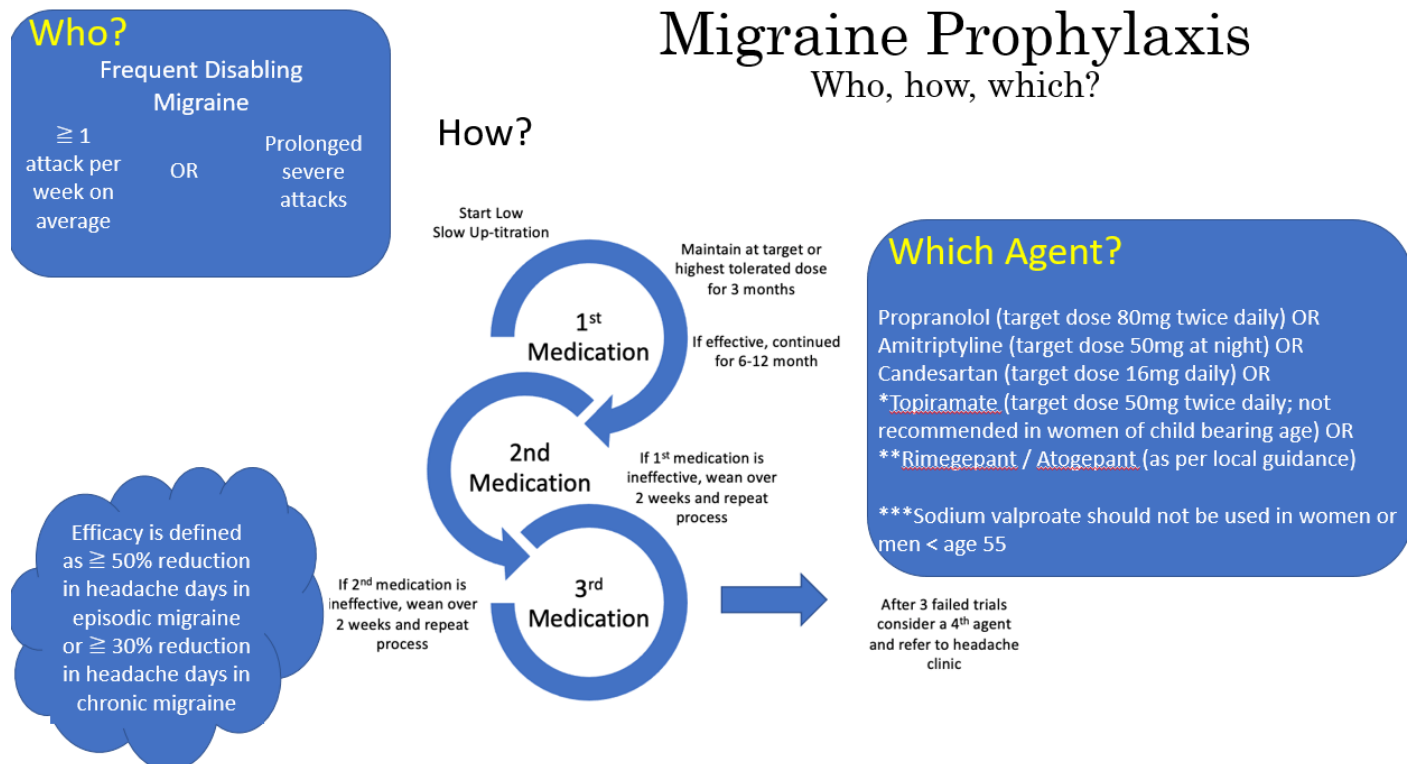 Migraine Prophylaxis
Who, how, which?
Who?
Frequent Disabling
Migraine
≧ 1
attack per
week on
average
OR
Prolonged
severe
attacks
How?
Start Low
Slow Up-titration
Maintain at target or
highest tolerated dose
for 3 months
1st
Medication
If effective, continued
for 6-12 month
2nd
Medication
If 1st medication is
ineffective, wean over
2 weeks and repeat
process
If 2nd medication is
ineffective, wean over
2 weeks and repeat
process
3rd
Medication
After 3 failed trials
consider a 4th agent
and refer to headache
clinic
Which Agent?
Propranolol (target dose 80mg twice daily) OR
Amitriptyline (target dose 50mg at night) OR
Candesartan (target dose 16mg daily) OR
*Topiramate (target dose 50mg twice daily; not
recommended in women of child bearing age) OR
**Rimegepant / Atogepant (as per local guidance)
***Sodium valproate should not be used in women or
men < age 55
Efficacy is defined
as ≧ 50% reduction
in headache days in
episodic migraine
or ≧ 30% reduction
in headache days in
chronic migraine